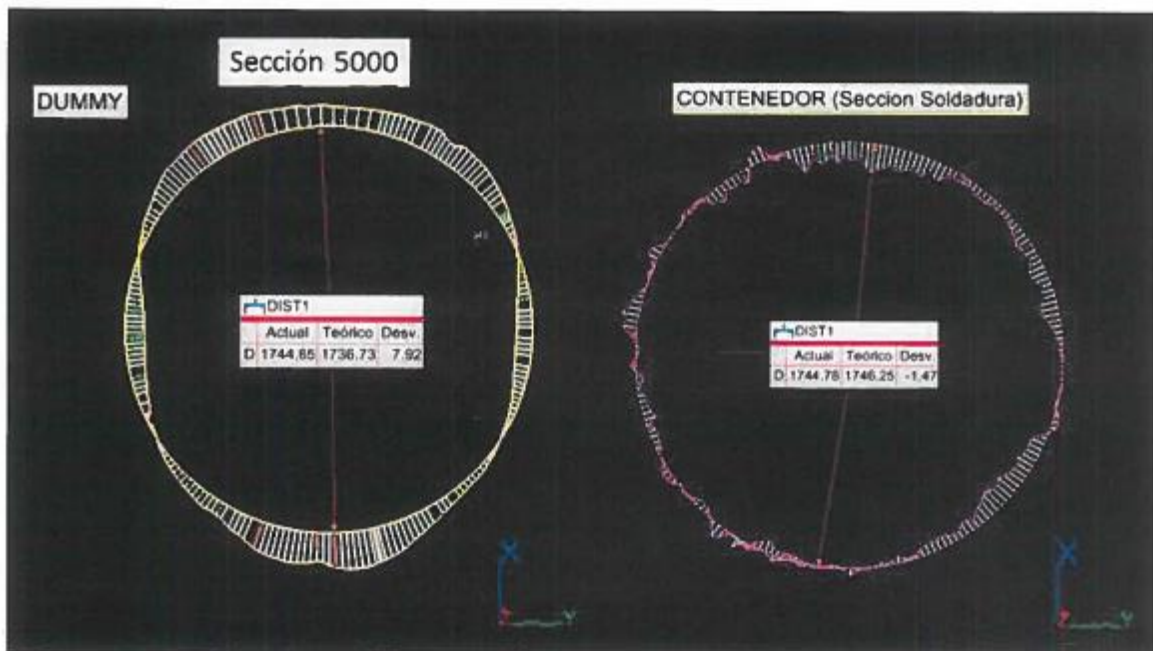 Sección 5000
DUMMY
CONTENEDOR (Seccion Soldadura)
DIST1
Actual Teórico Desv.
D 1744.65 1736.73 7.92
DIST1
Actual Teórico Desv.
D 1744.78 1746.25 -1.47
X
Y
X
Y